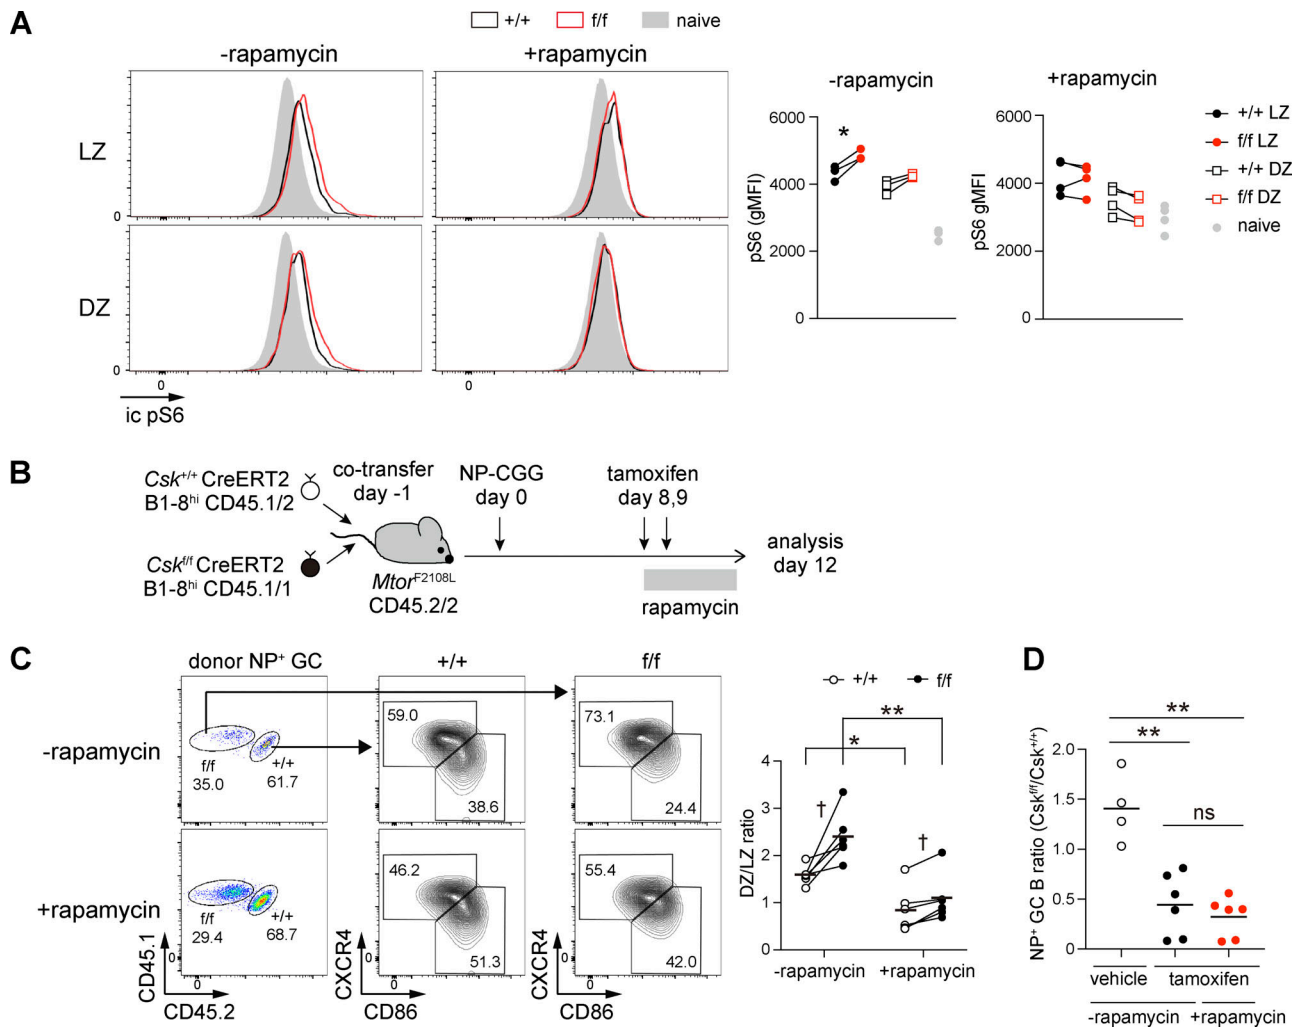 A
+/+ f/f naive
-rapamycin +rapamycin
LZ
0
DZ
0
0 0
ic pS6
-rapamycin
6000
4000
2000
0
pS6 (gMFI)
*
+rapamycin
6000
4000
2000
0
pS6 gMFI
+/+ LZ
f/f LZ
+/+ DZ
f/f DZ
naive
B
Csk+/+ CreERT2
B1-8hi CD45.1/2
Cskf/f CreERT2
B1-8hi CD45.1/1
co-transfer
day -1
MtorF2108L
CD45.2/2
NP-CGG
day 0
tamoxifen
day 8,9
rapamycin
analysis
day 12
C
donor NP+ GC +/+ f/f
-rapamycin
f/f
35.0
+/+
61.7
59.0
38.6
73.1
24.4
+rapamycin
f/f
29.4
+/+
68.7
46.2
51.3
55.4
42.0
0 0 0
0 0 0
CD45.1
CD45.2
CXCR4
CD86
CXCR4
CD86
+/+ f/f
**
*
†
†
4
3
2
1
0
DZ/LZ ratio
-rapamycin +rapamycin
D
**
**
ns
2.0
1.5
1.0
0.5
0
NP+ GC B ratio (Cskf/f/Csk+/+)
vehicle tamoxifen
-rapamycin +rapamycin